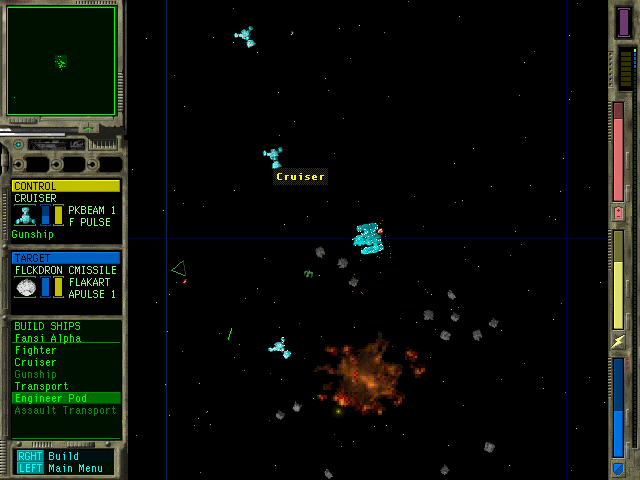 Cruiser
CONTROL
CRUISER
PKBEAM 1
F PULSE
Gunship
TARGET
FLCKDRON CMISSILE
FLAKART
APULSE 1
BUILD SHIPS
Fansi Alpha
Fighter
Cruiser
Gunship
Transport
Engineer Pod
Assault Transport
RGHT Build
LEFT Main Menu